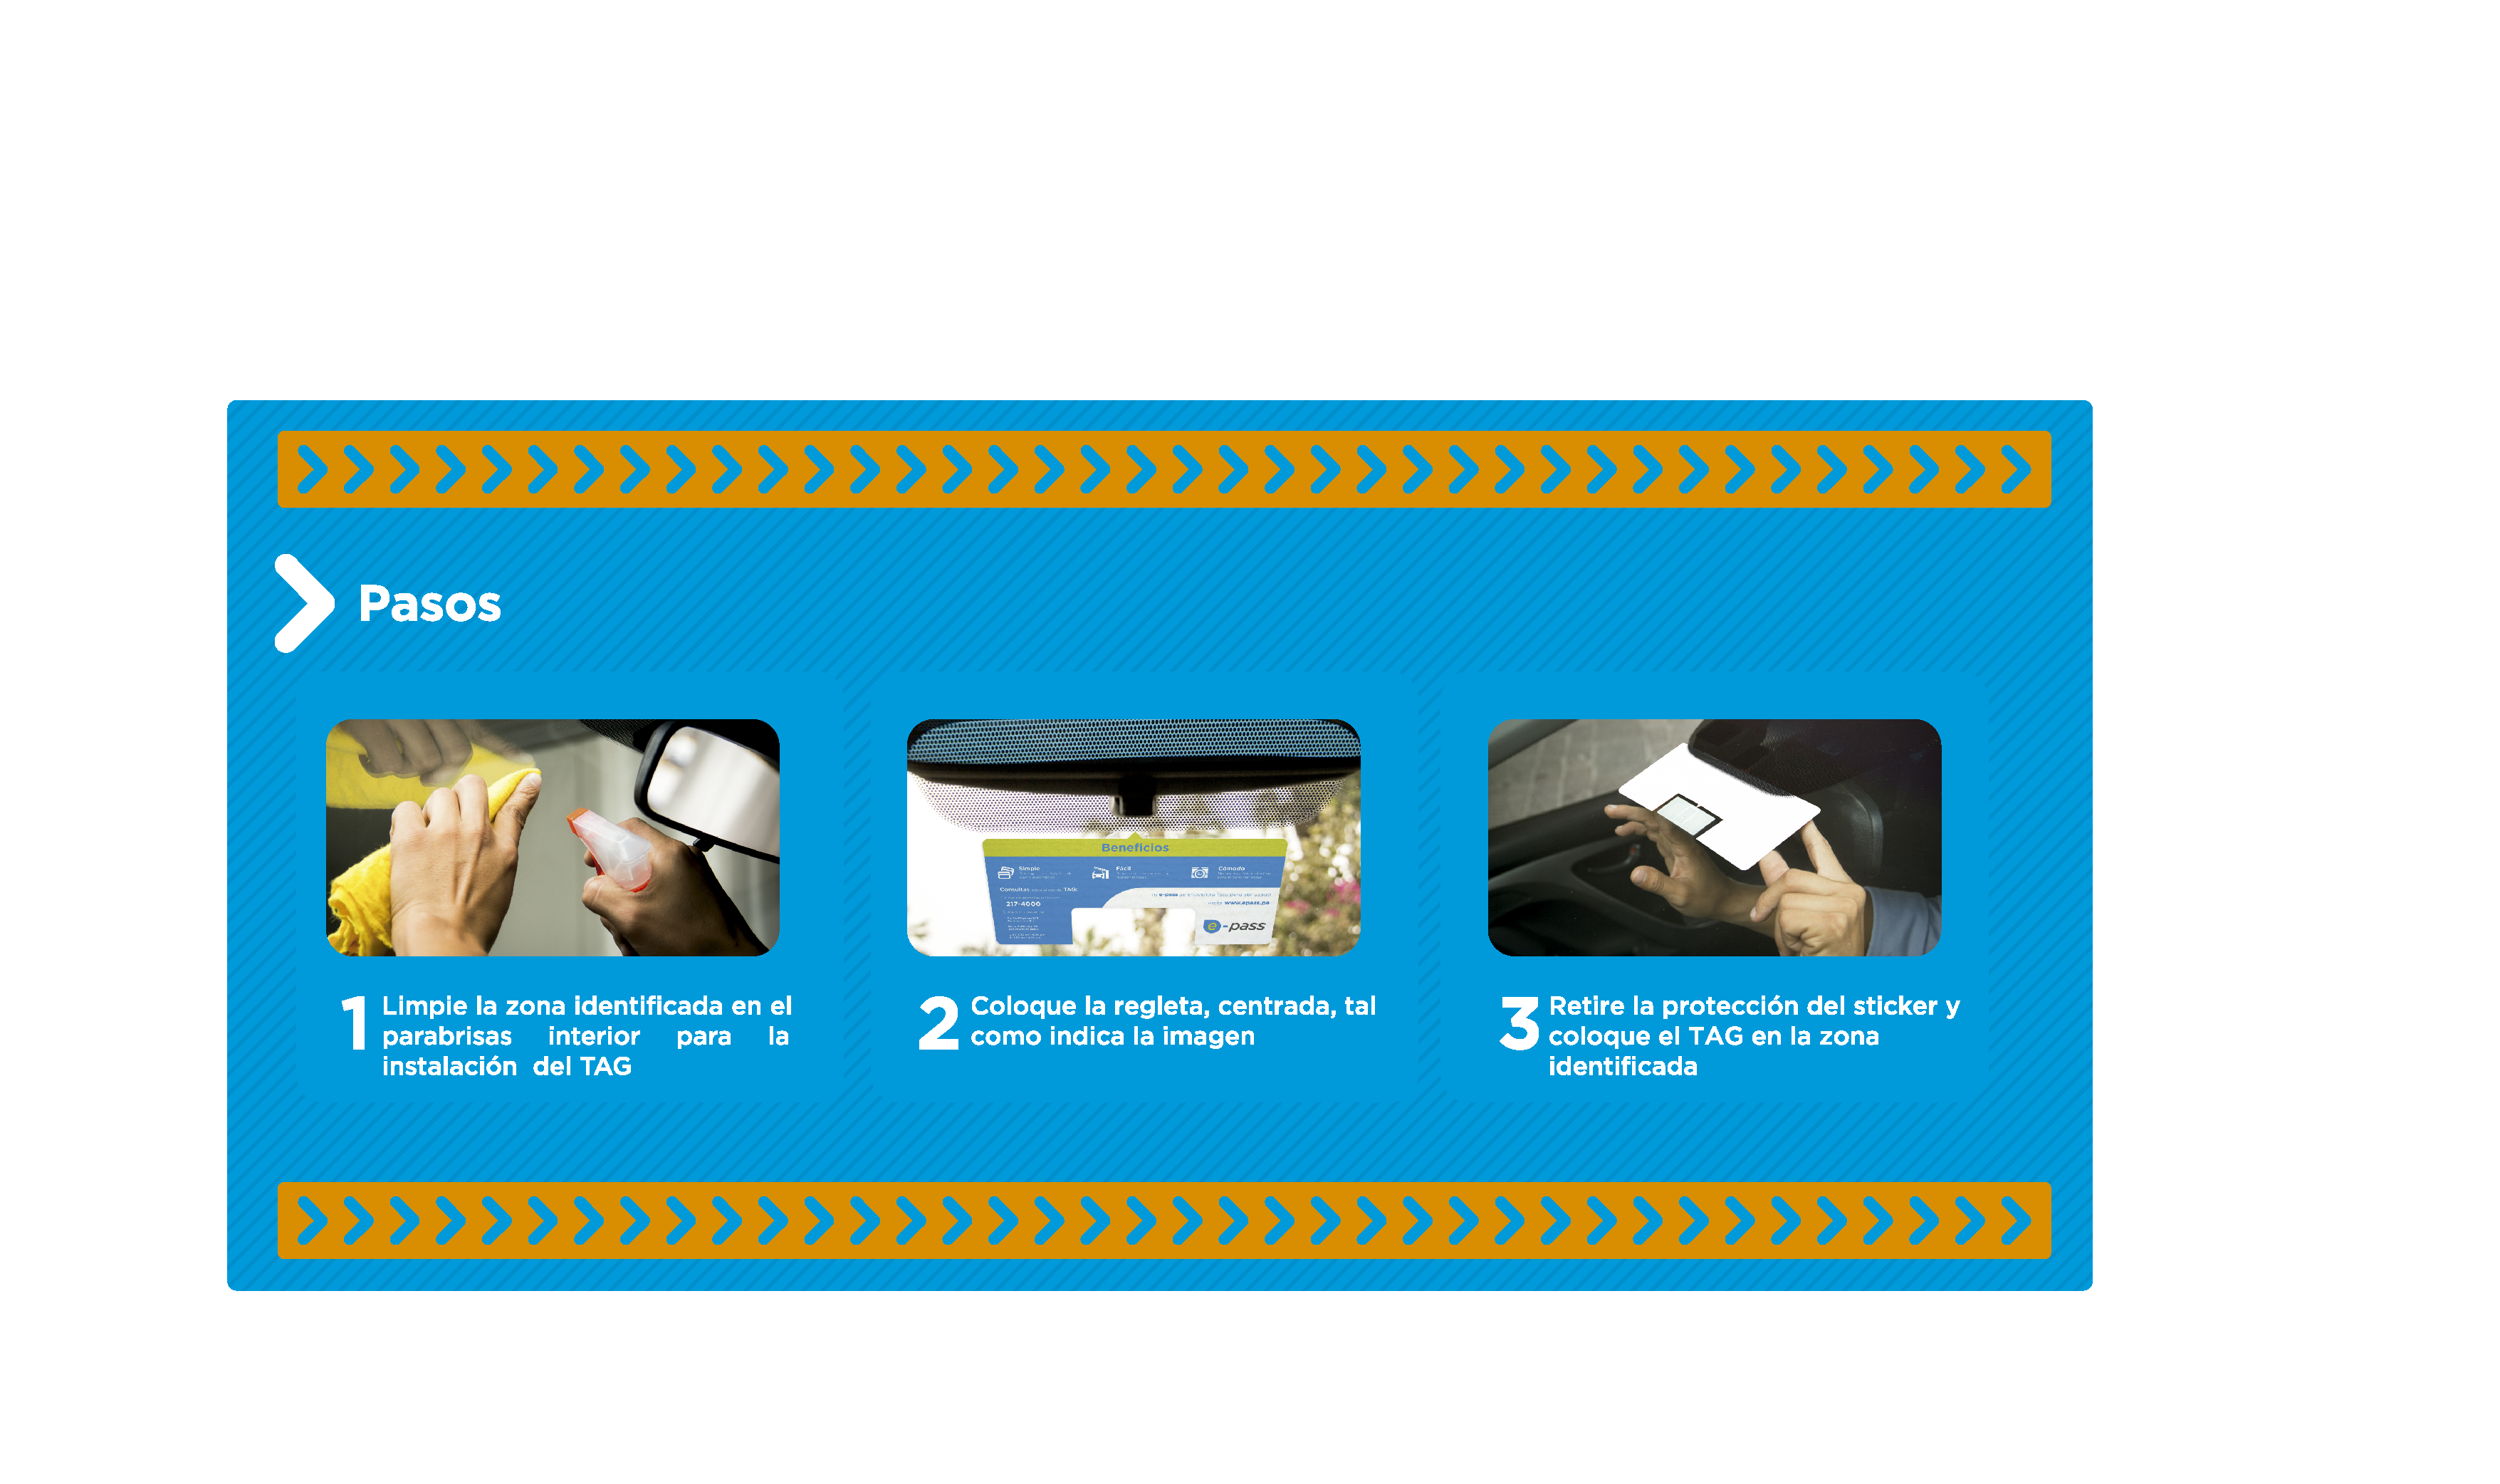 Pasos
Beneficios
Simple
Fácil
Cómodo
Consultas
TAG:
217-4000
www.epass.pe
e-pass
1 Limpie la zona identificada en el
parabrisas interior para la
instalación del TAG
2 Coloque la regleta, centrada, tal
como indica la imagen
3 Retire la protección del sticker y
coloque el TAG en la zona
identificada